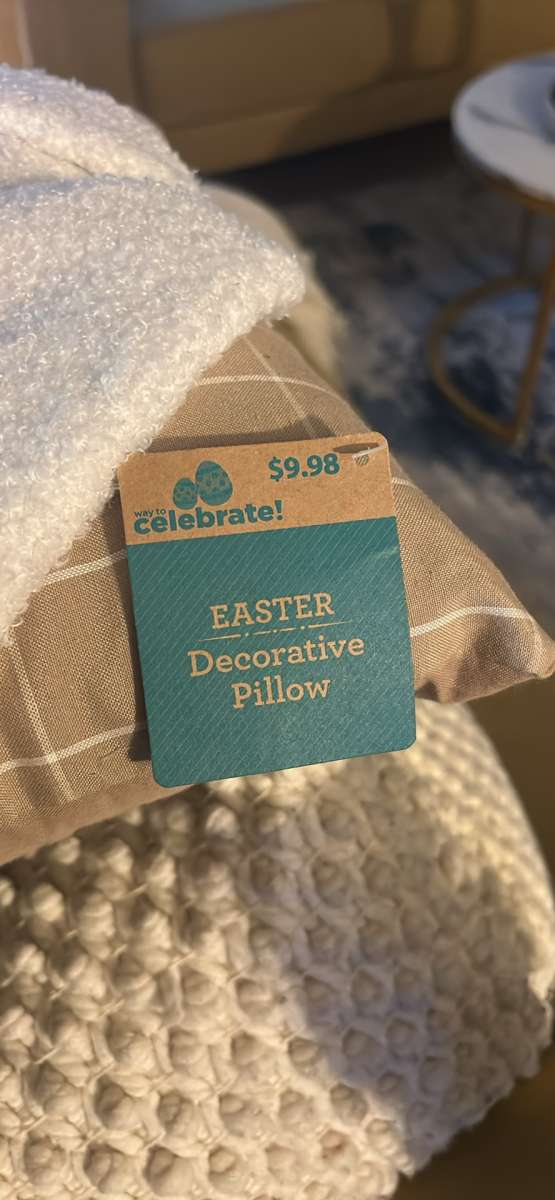 $9.98
way to
celebrate!
EASTER
Decorative
Pillow